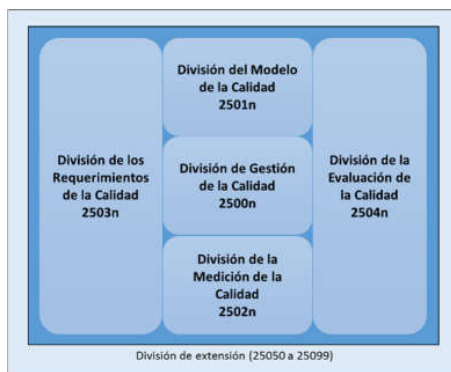 División de los
Requerimientos
de la Calidad
2503n
División del Modelo
de la Calidad
2501n
División de Gestión
de la Calidad
2500n
División de la
Medición de la
Calidad
2502n
División de la
Evaluación de
la Calidad
2504n
División de extensión (25050 a 25099)